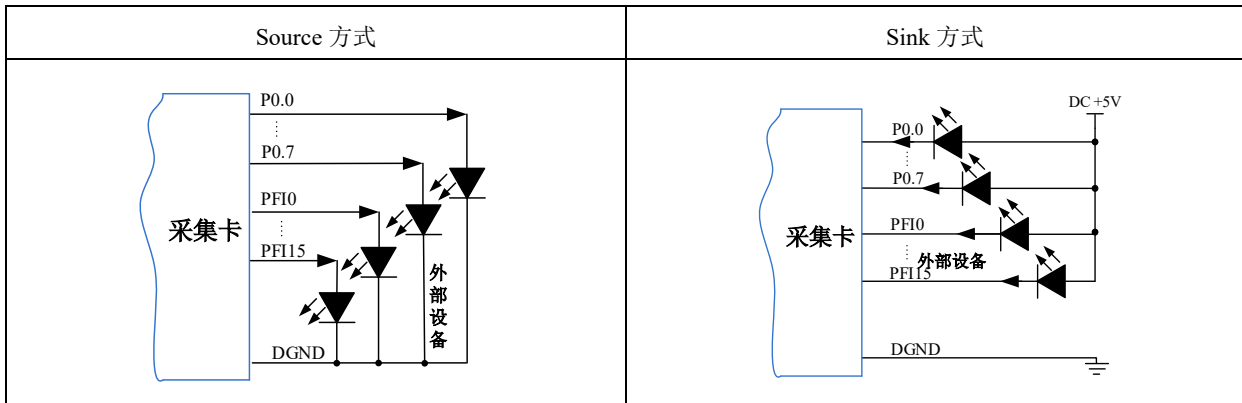 Source 方式
Sink 方式
P0.0
P0.7
PFI0
采集卡
PFI15
外部设备
DGND
DC +5V
P0.0
P0.7
PFI0
采集卡
外部设备
PFI15
DGND